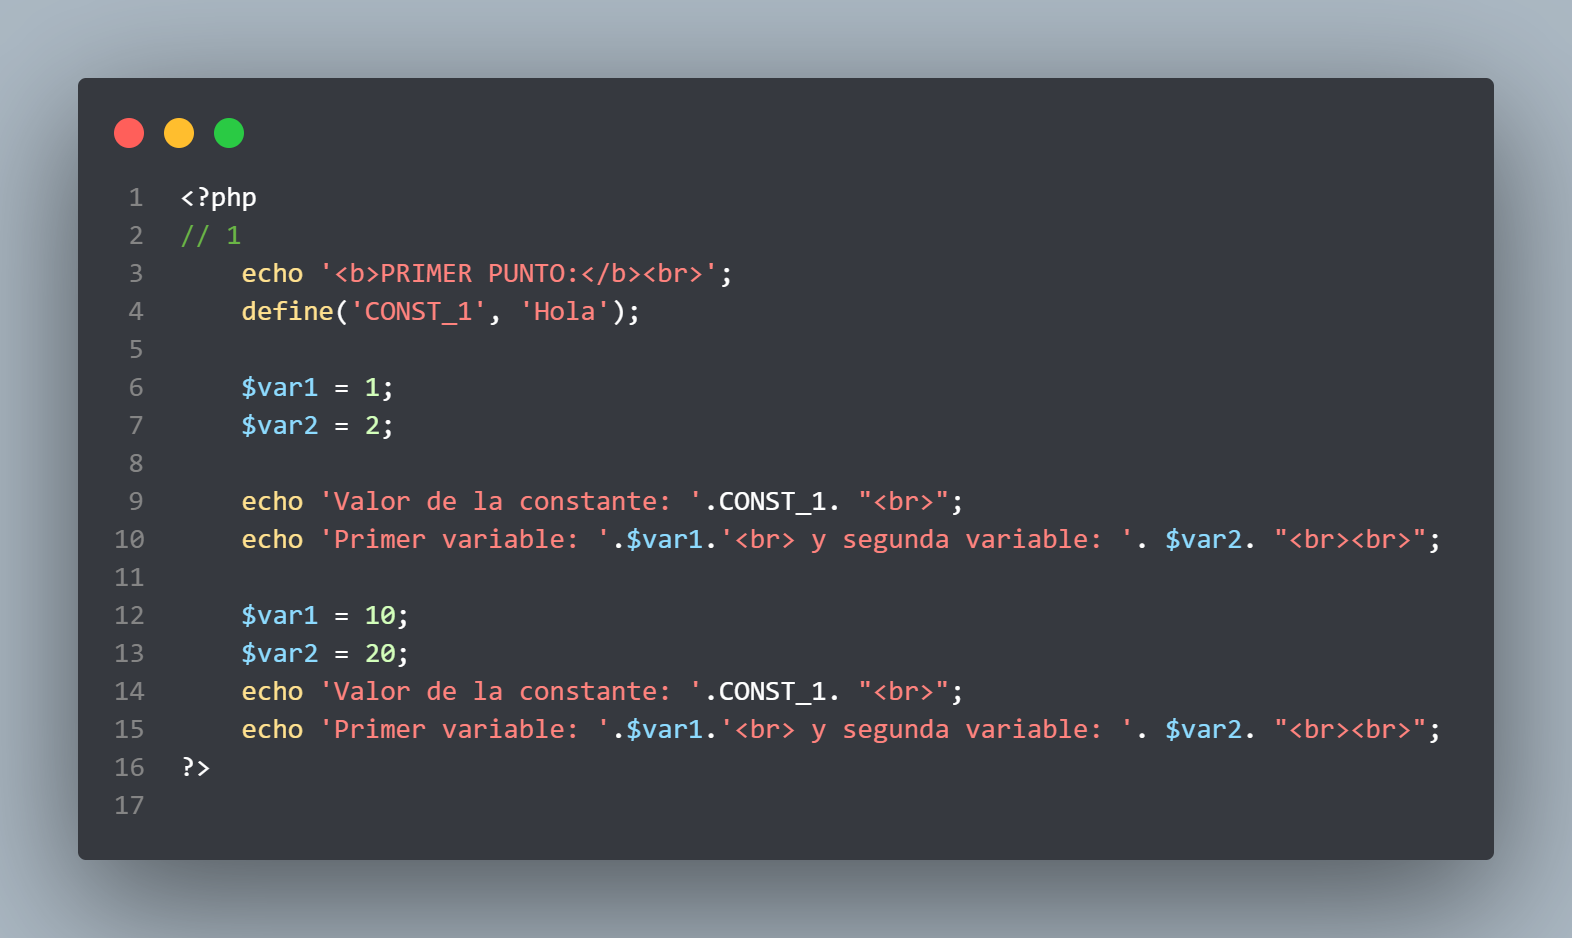 1 <?php
2 // 1
3     echo '<b>PRIMER PUNTO:</b><br>';
4     define('CONST_1', 'Hola');
5
6     $var1 = 1;
7     $var2 = 2;
8
9     echo 'Valor de la constante: '.CONST_1. "<br>";
10     echo 'Primer variable: '.$var1.'<br> y segunda variable: '. $var2. "<br><br>";
11
12     $var1 = 10;
13     $var2 = 20;
14     echo 'Valor de la constante: '.CONST_1. "<br>";
15     echo 'Primer variable: '.$var1.'<br> y segunda variable: '. $var2. "<br><br>";
16 ?>
17